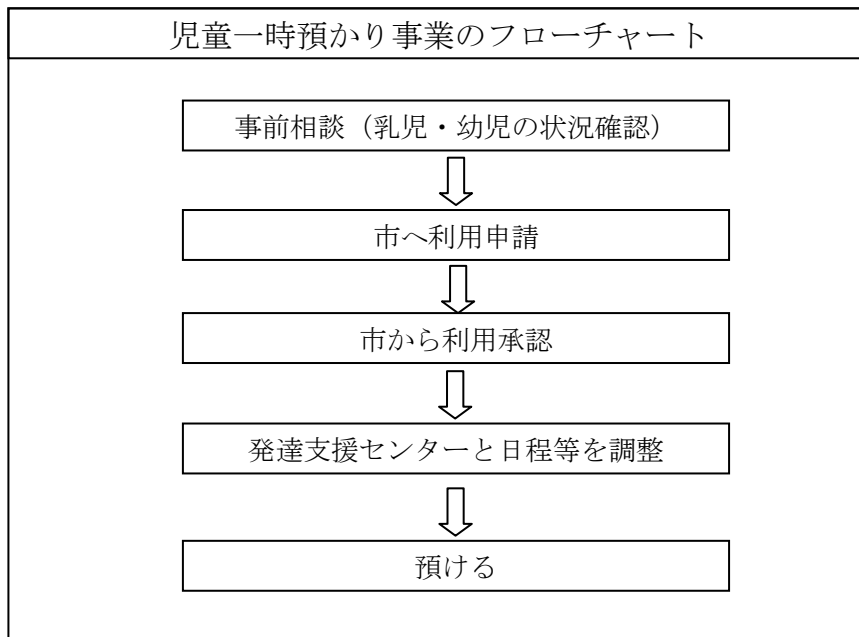 児童一時預かり事業のフローチャート
事前相談（乳児・幼児の状況確認）
市へ利用申請
市から利用承認
発達支援センターと日程等を調整
預ける